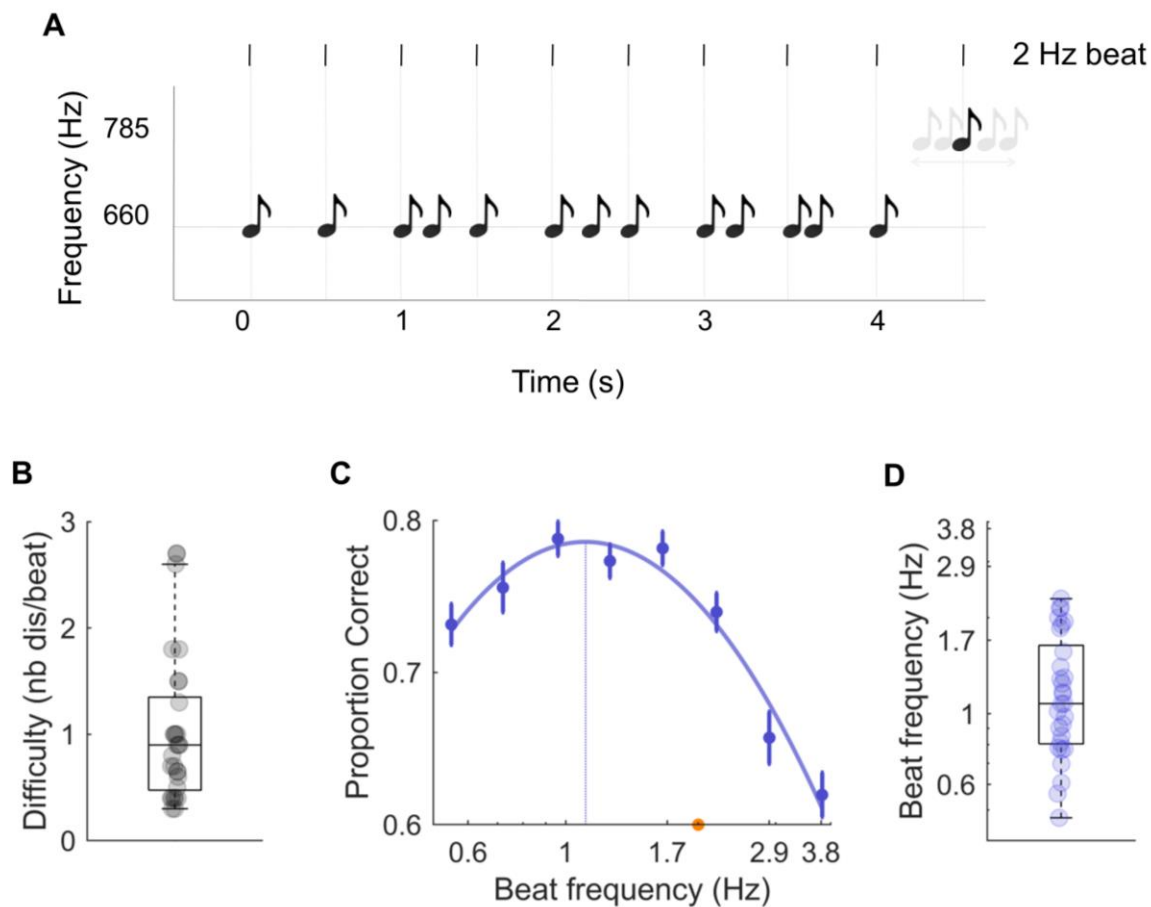 A
2 Hz beat
Frequency (Hz)
785
660
0 1 2 3 4
Time (s)
B
Difficulty (nb dis/beat)
3
2
1
0
C
Proportion Correct
0.8
0.7
0.6
0.6 1 1.7 2.9 3.8
Beat frequency (Hz)
D
Beat frequency (Hz)
3.8
2.9
1.7
1
0.6